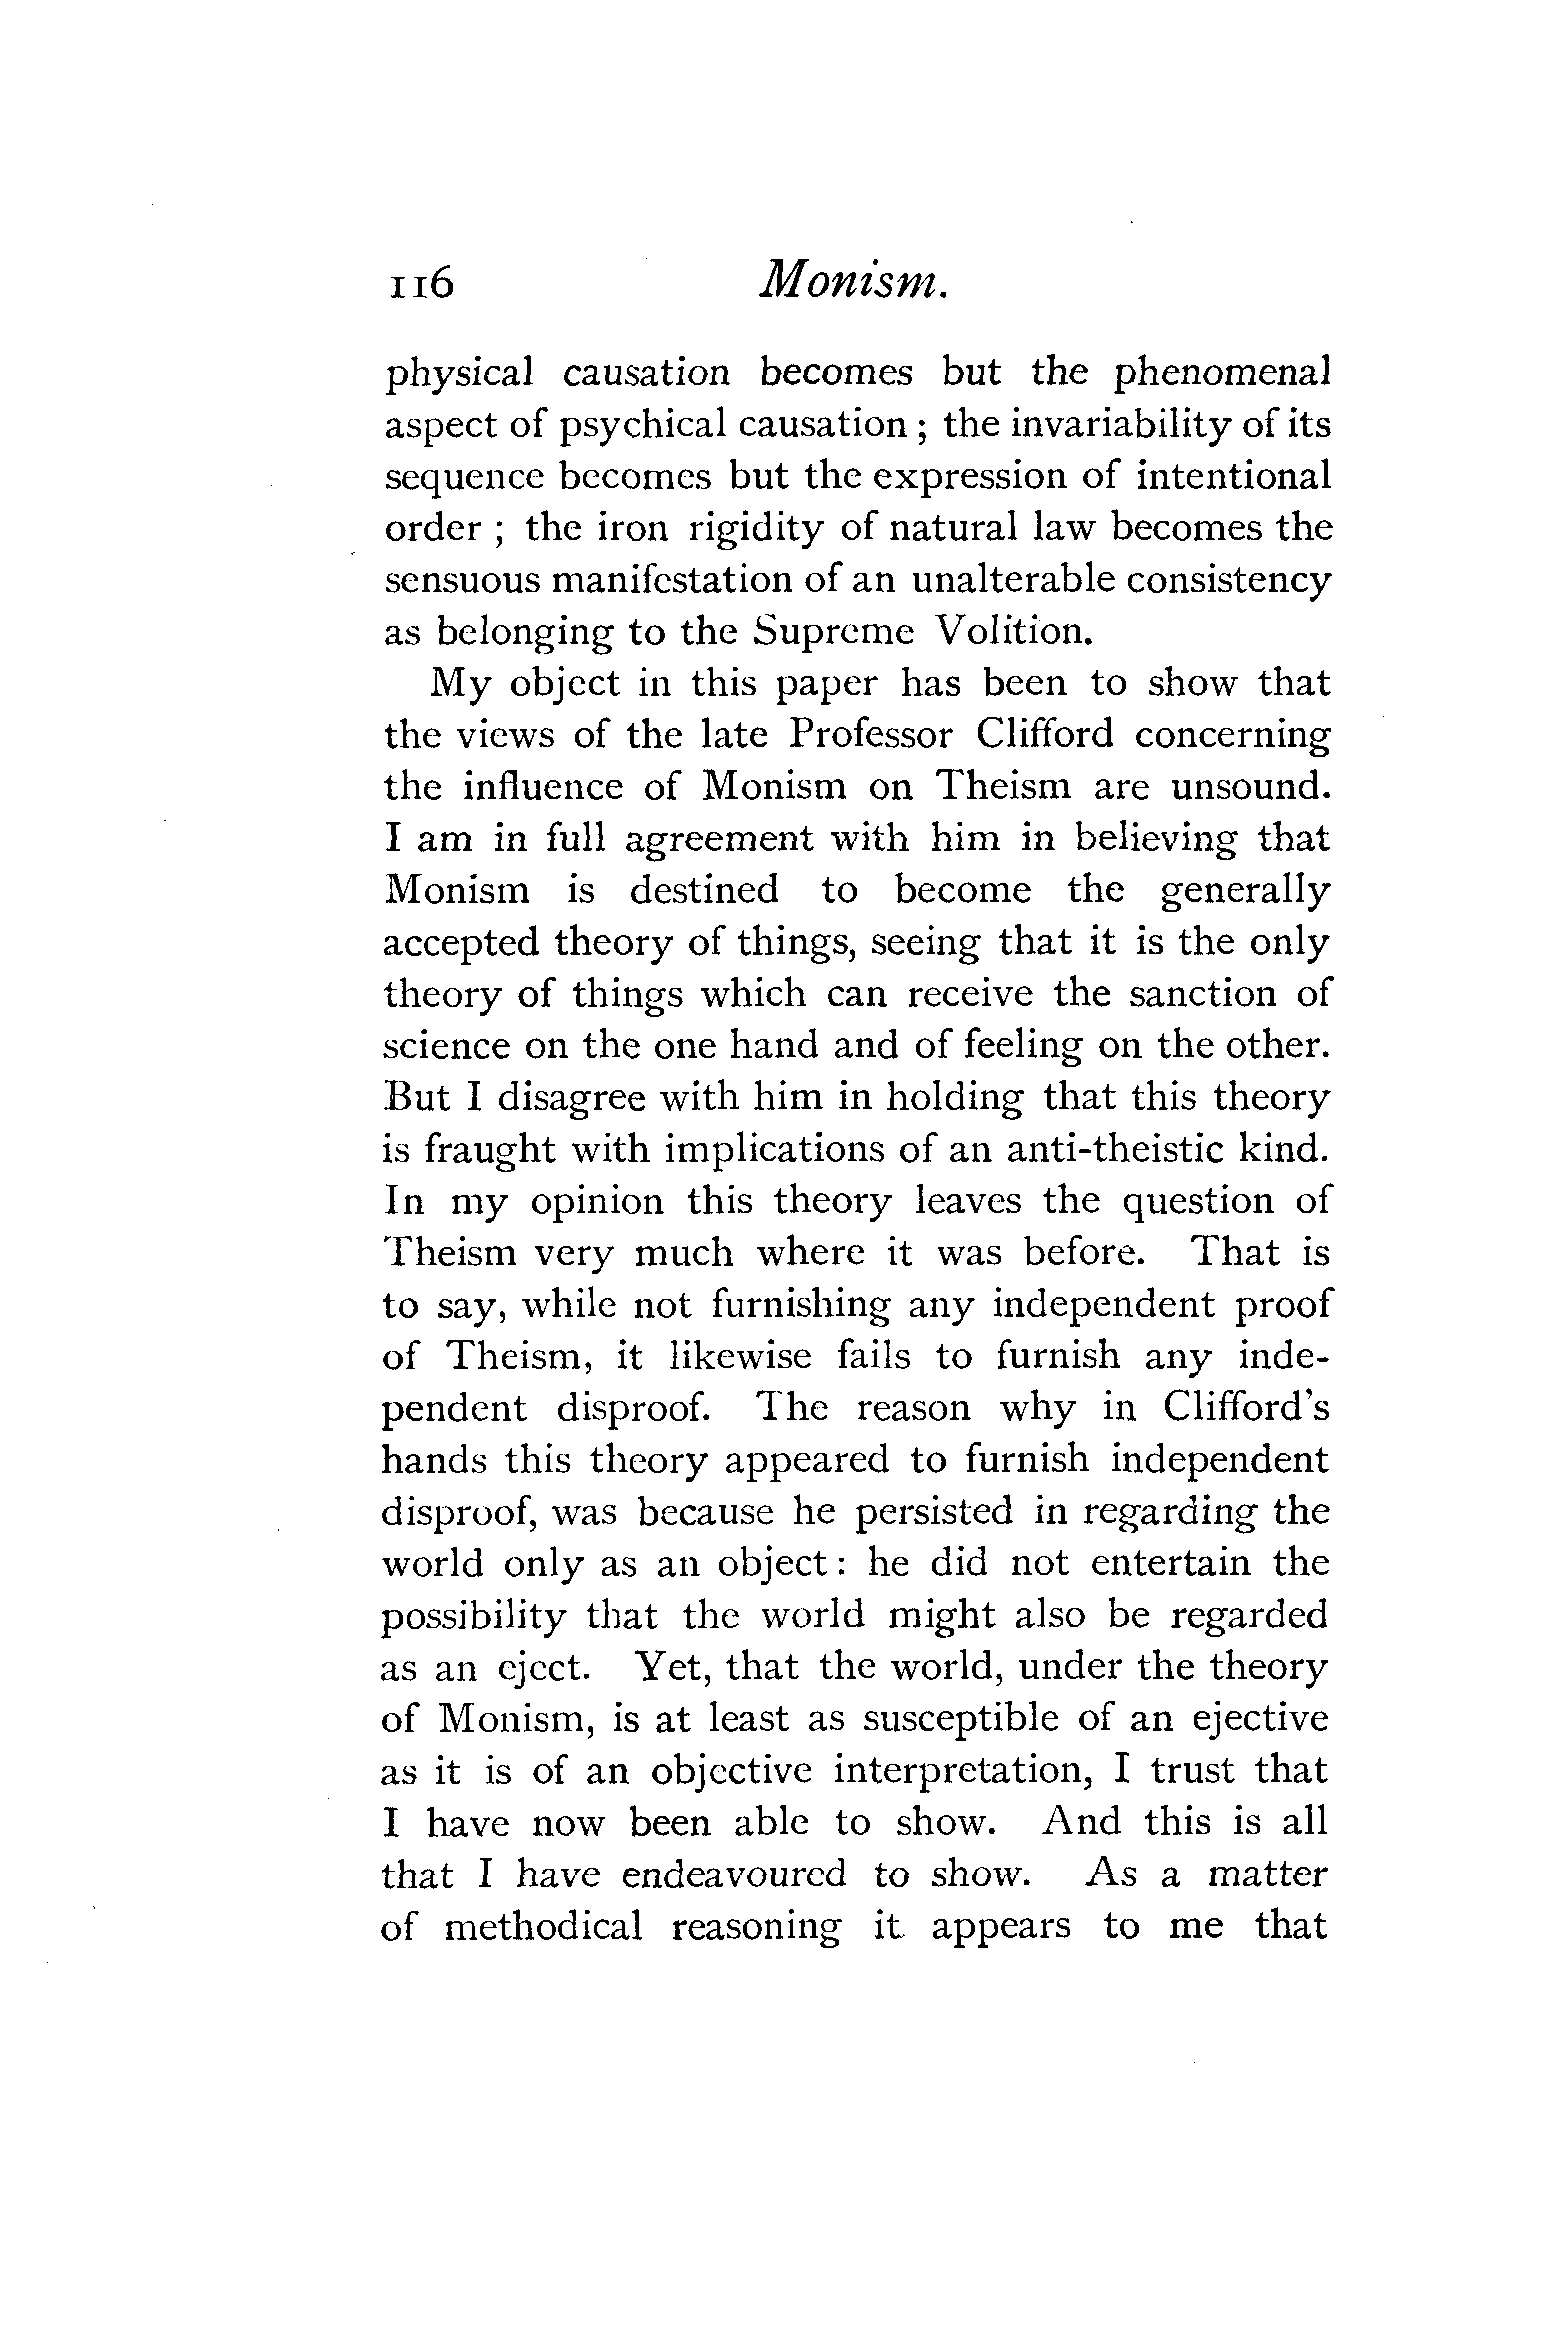 116 Monism.
physical causation becomes but the phenomenal
aspect of psychical causation ; the invariability of its
sequence becomes but the expression of intentional
order ; the iron rigidity of natural law becomes the
sensuous manifestation of an unalterable consistency
as belonging to the Supreme Volition.
My object in this paper has been to show that
the views of the late Professor Clifford concerning
the influence of Monism on Theism are unsound.
I am in full agreement with him in believing that
Monism is destined to become the generally
accepted theory of things, seeing that it is the only
theory of things which can receive the sanction of
science on the one hand and of feeling on the other.
But I disagree with him in holding that this theory
is fraught with implications of an anti-theistic kind.
In my opinion this theory leaves the question of
Theism very much where it was before. That is
to say, while not furnishing any independent proof
of Theism, it likewise fails to furnish any inde-
pendent disproof. The reason why in Clifford's
hands this theory appeared to furnish independent
disproof, was because he persisted in regarding the
world only as an object : he did not entertain the
possibility that the world might also be regarded
as an eject. Yet, that the world, under the theory
of Monism, is at least as susceptible of an ejective
as it is of an objective interpretation, I trust that
I have now been able to show. And this is all
that I have endeavoured to show. As a matter
of methodical reasoning it appears to me that